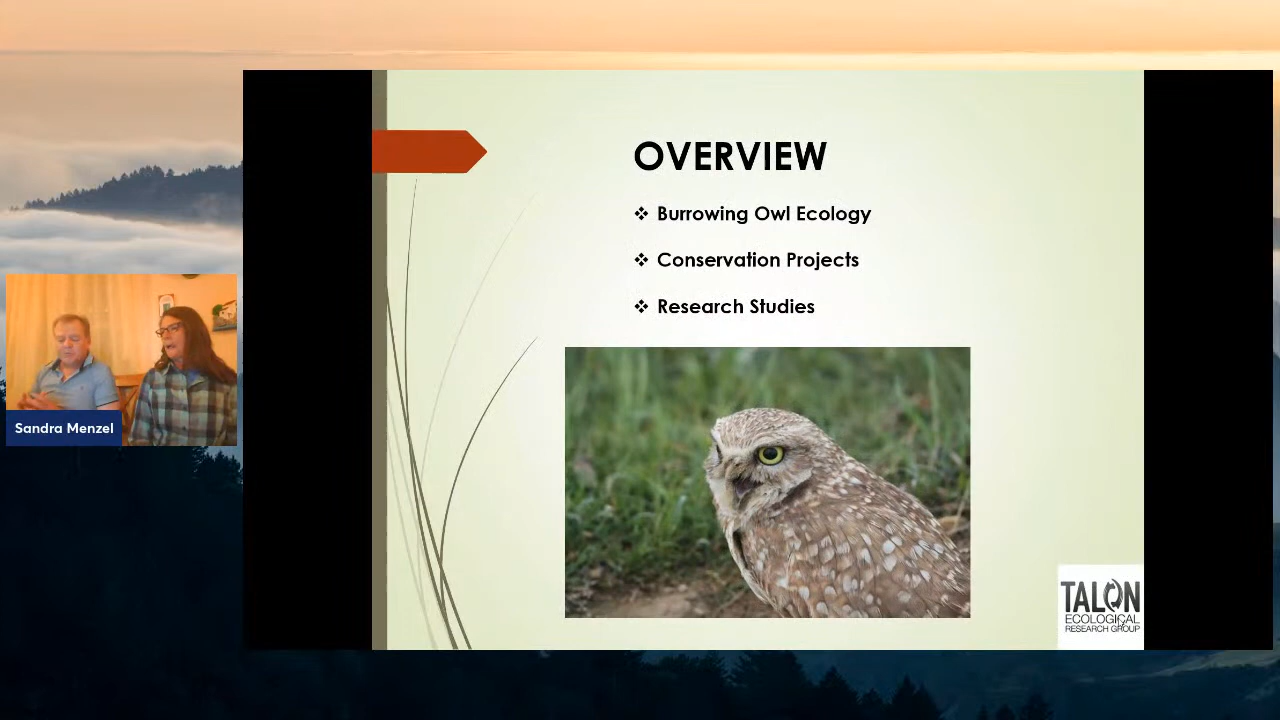 OVERVIEW
❖ Burrowing Owl Ecology
❖ Conservation Projects
❖ Research Studies
Sandra Menzel
TALON
ECOLOGICAL
RESEARCH GROUP